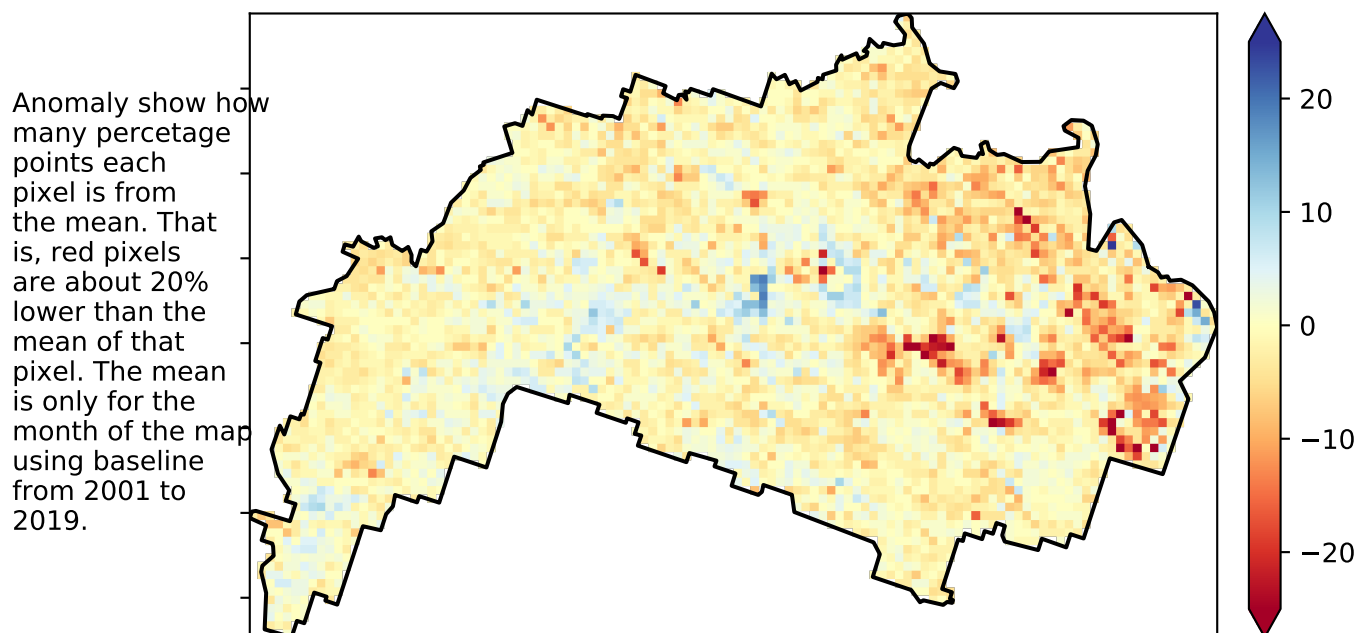 Anomaly show how
many percetage
points each
pixel is from
the mean. That
is, red pixels
are about 20%
lower than the
mean of that
pixel. The mean
is only for the
month of the map
using baseline
from 2001 to
2019.
20
10
0
−10
−20